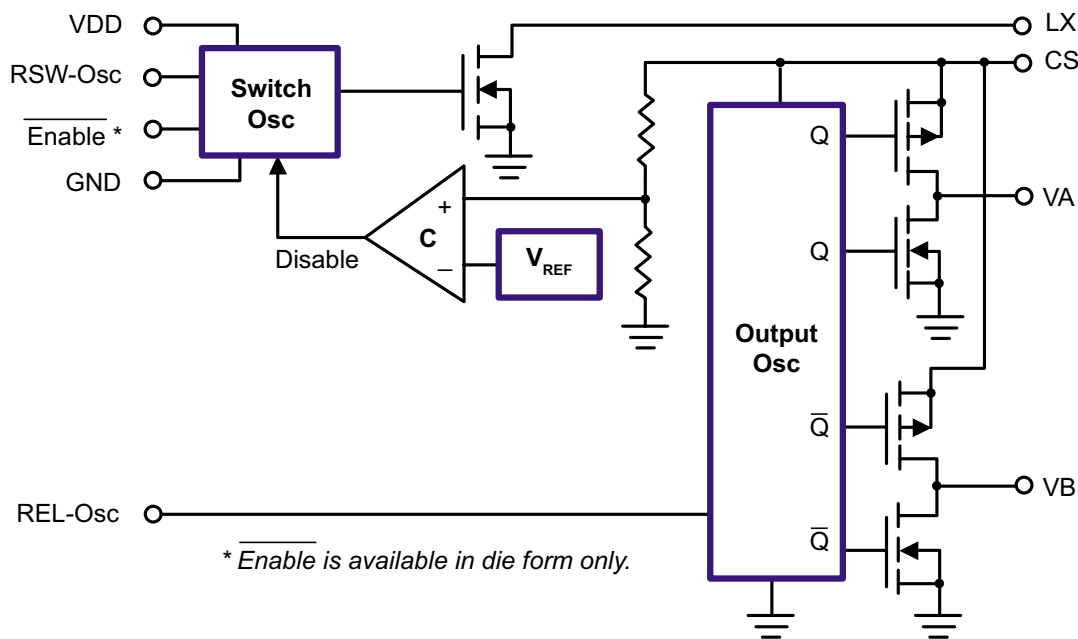 VDD
RSW-Osc
Enable *
GND
Switch
Osc
LX
CS
+
C
−
Disable
VREF
Output
Osc
Q
Q
Q̅
Q̅
VA
VB
REL-Osc
* Enable is available in die form only.